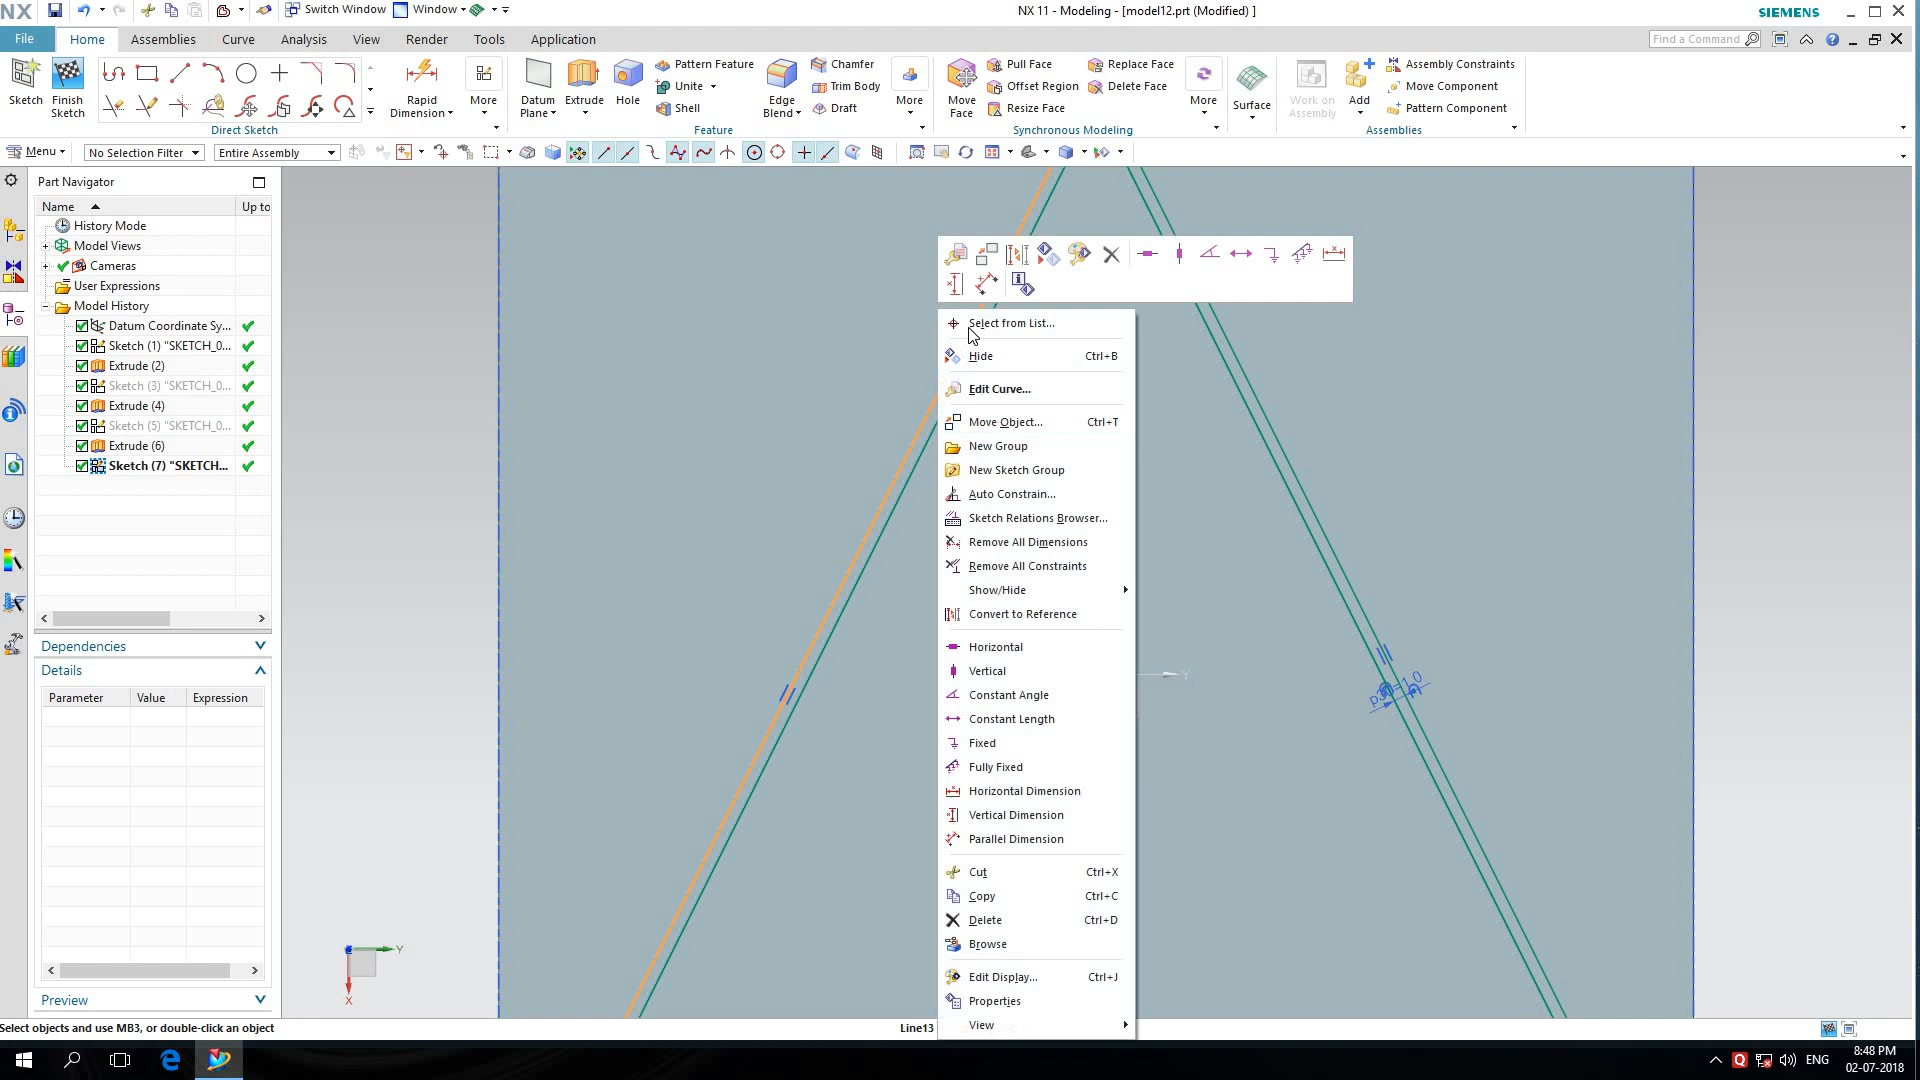 NX
Switch Window
Window
NX 11 - Modeling - [model12.prt (Modified) ]
SIEMENS
File
Home
Assemblies
Curve
Analysis
View
Render
Tools
Application
Find a Command
Sketch
Finish
Sketch
Rapid
Dimension
More
Direct Sketch
Datum
Plane
Extrude
Hole
Pattern Feature
Unite
Shell
Edge
Blend
Chamfer
Trim Body
Draft
More
Feature
Move
Face
Pull Face
Offset Region
Resize Face
Replace Face
Delete Face
More
Synchronous Modeling
Surface
Work on
Assembly
Add
Assembly Constraints
Move Component
Pattern Component
Assemblies
Menu
No Selection Filter
Entire Assembly
Part Navigator
Name
Up to
History Mode
Model Views
Cameras
User Expressions
Model History
Datum Coordinate Sy...
Sketch (1) "SKETCH_0...
Extrude (2)
Sketch (3) "SKETCH_0...
Extrude (4)
Sketch (5) "SKETCH_0...
Extrude (6)
Sketch (7) "SKETCH...
Dependencies
Details
Parameter Value Expression
Preview
Select from List...
Hide Ctrl+B
Edit Curve...
Move Object... Ctrl+T
New Group
New Sketch Group
Auto Constrain...
Sketch Relations Browser...
Remove All Dimensions
Remove All Constraints
Show/Hide
Convert to Reference
Horizontal
Vertical
Constant Angle
Constant Length
Fixed
Fully Fixed
Horizontal Dimension
Vertical Dimension
Parallel Dimension
Cut Ctrl+X
Copy Ctrl+C
Delete Ctrl+D
Browse
Edit Display... Ctrl+J
Properties
View
Y
Y
X
Select objects and use MB3, or double-click an object
Line13
ENG
8:48 PM
02-07-2018